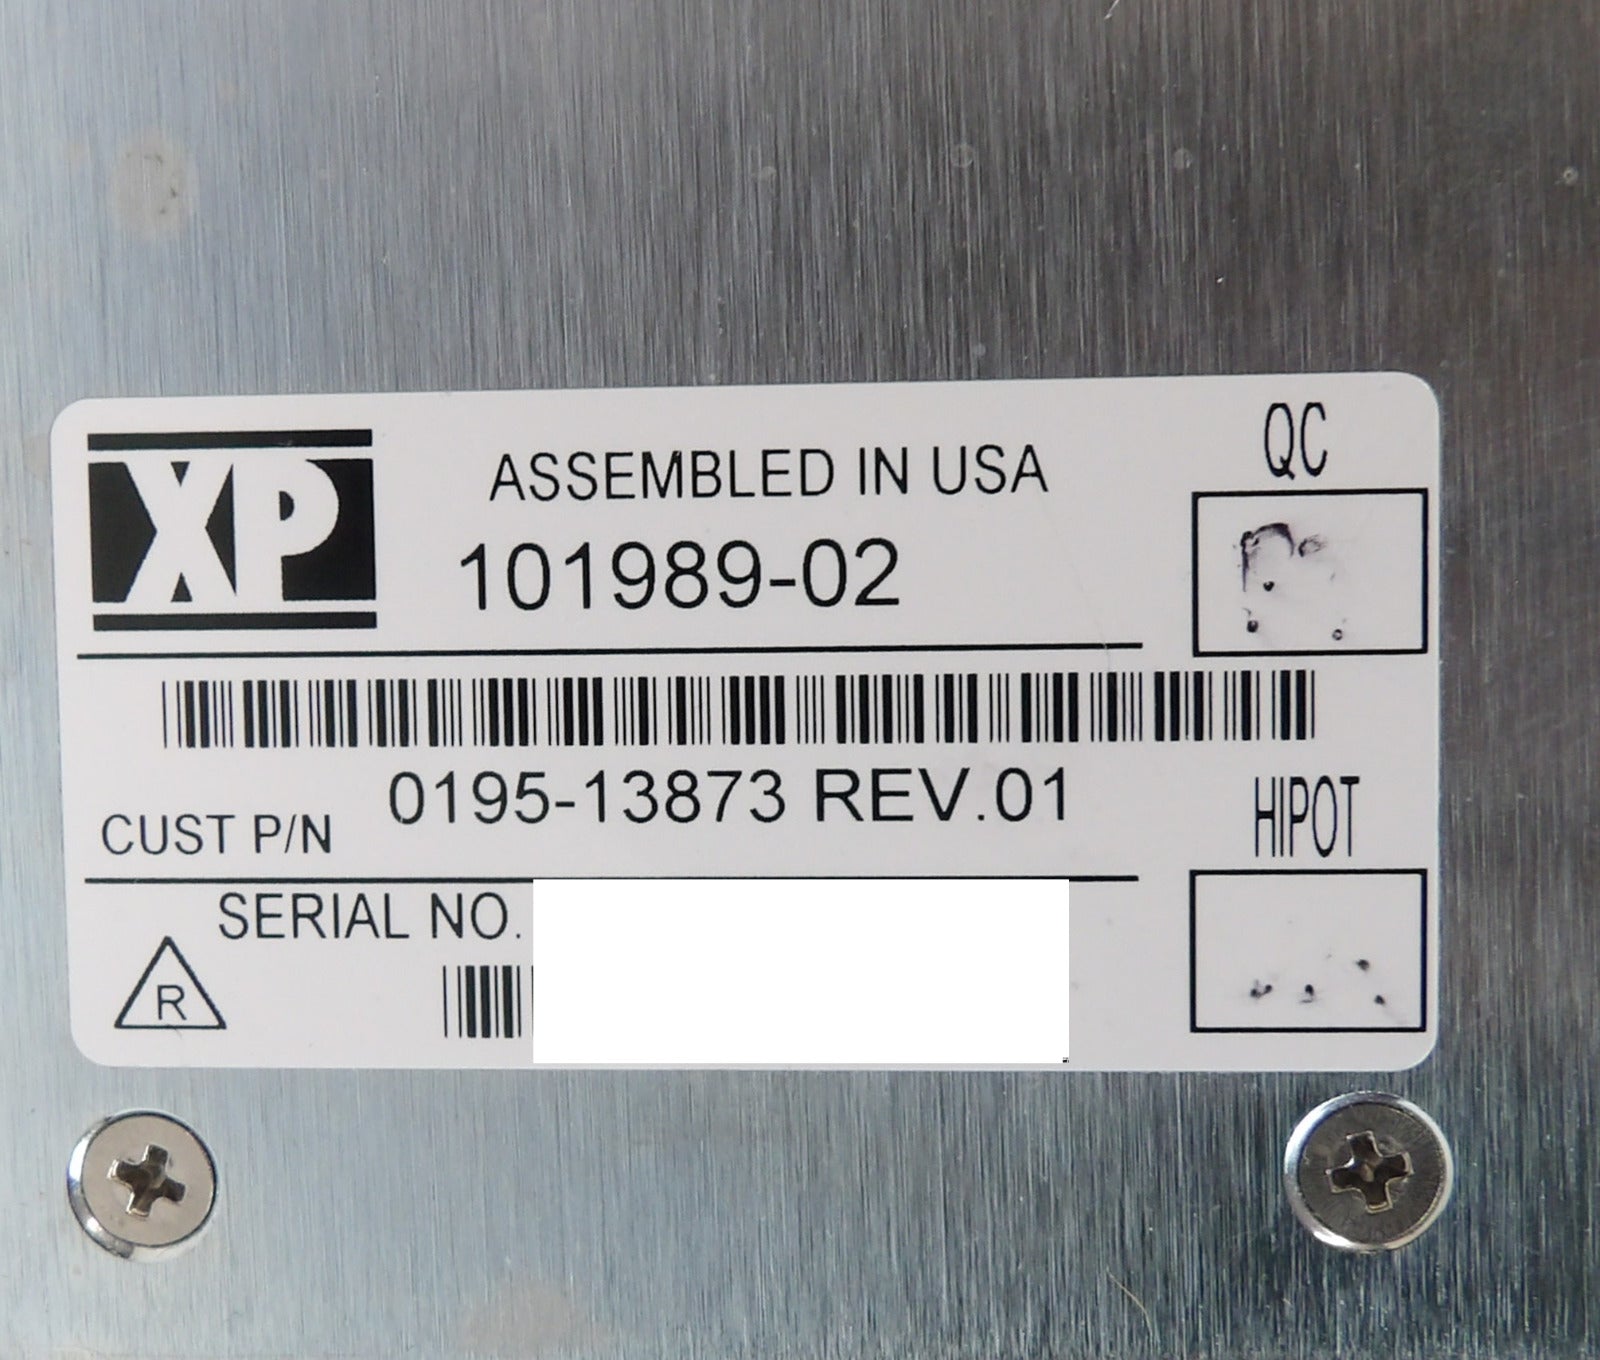 XP
ASSEMBLED IN USA
101989-02
QC
0195-13873 REV.01
CUST P/N
HIPOT
SERIAL NO.
R